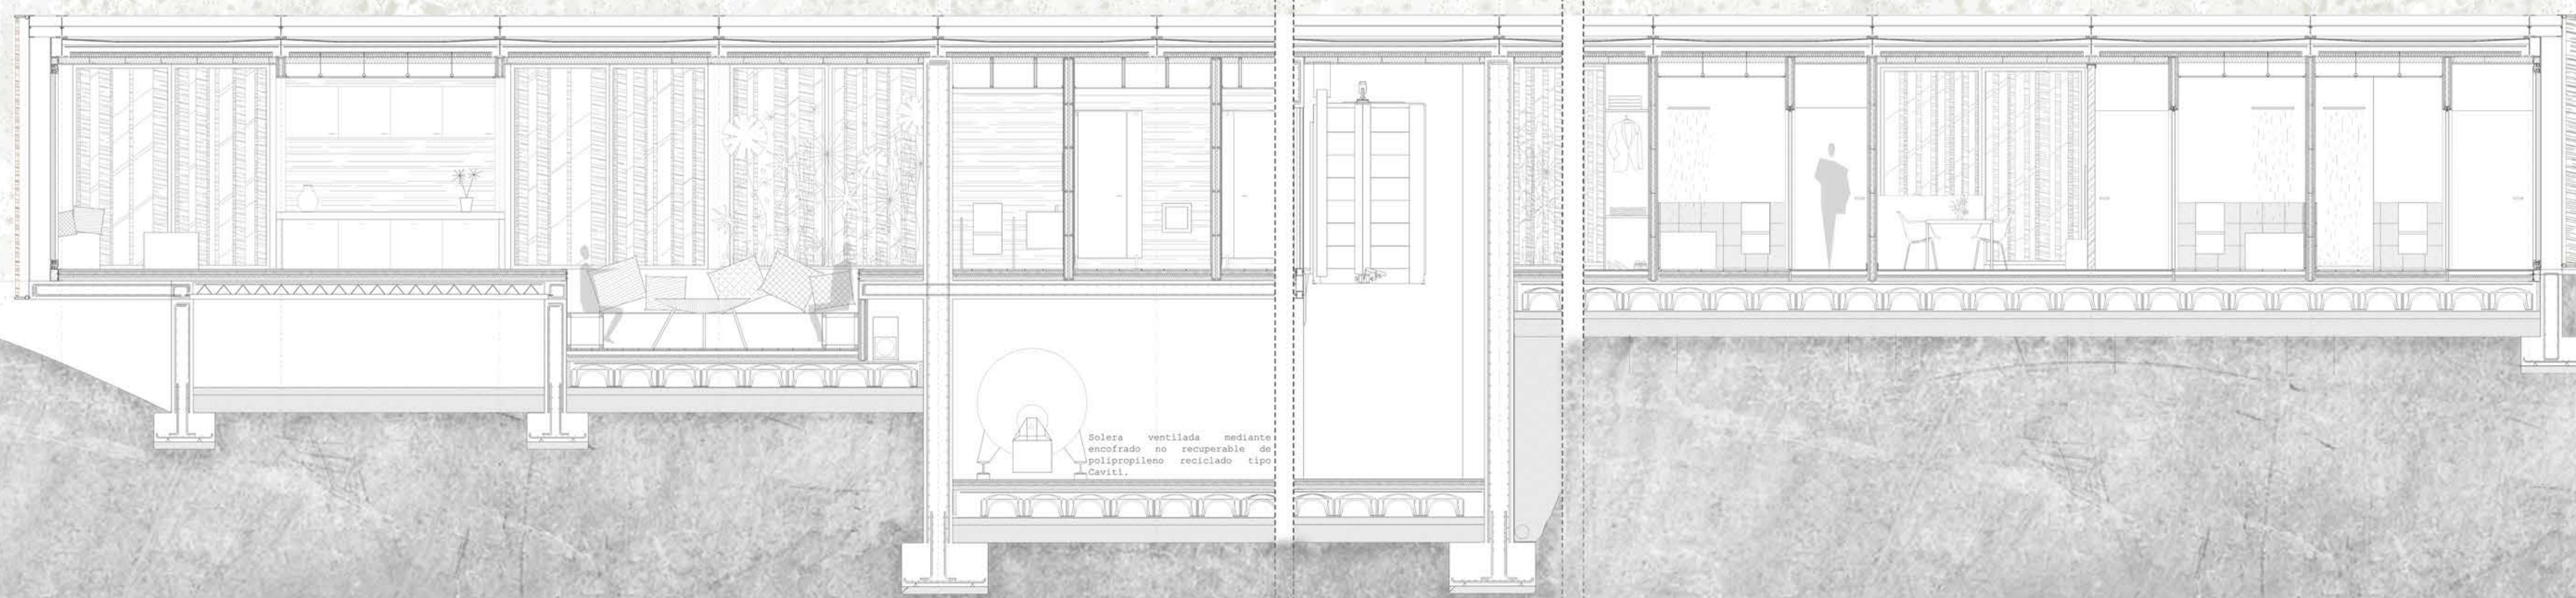 Solera ventilada mediante
encofrado no recuperable de
polipropileno reciclado tipo
Caviti.